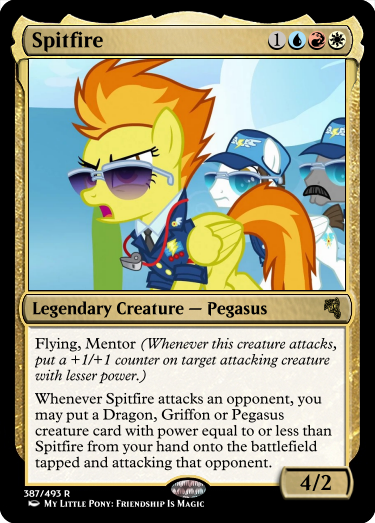 Spitfire
1
Legendary Creature — Pegasus
Flying, Mentor (Whenever this creature attacks,
put a +1/+1 counter on target attacking creature
with lesser power.)
Whenever Spitfire attacks an opponent, you
may put a Dragon, Griffon or Pegasus
creature card with power equal to or less than
Spitfire from your hand onto the battlefield
tapped and attacking that opponent.
4/2
387/493 R
My Little Pony: Friendship Is Magic